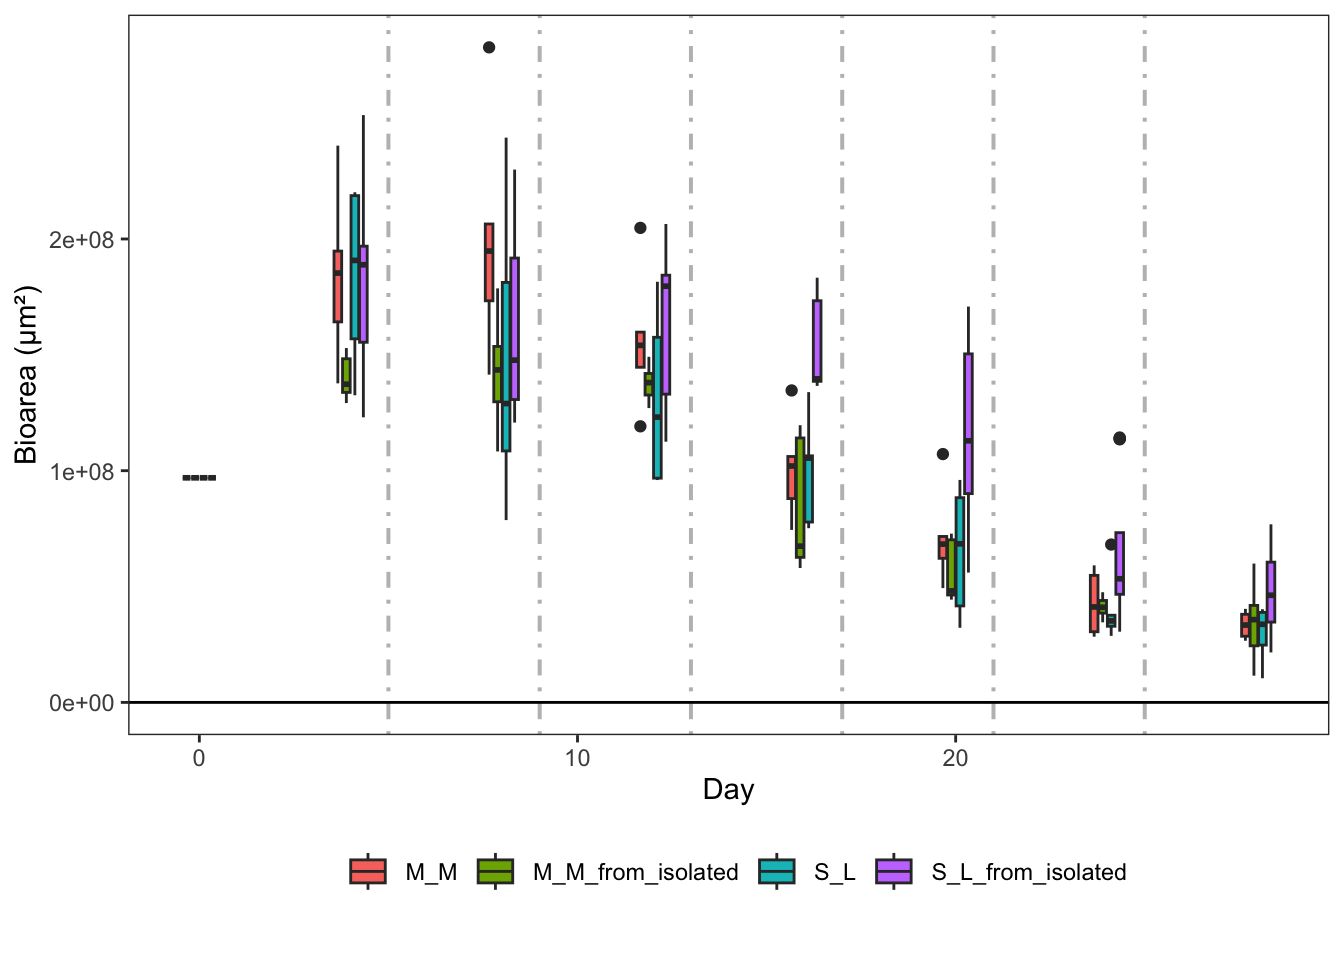 Bioarea (μm²)
2e+08
1e+08
0e+00
0 10 20
Day
M_M M_M_from_isolated S_L S_L_from_isolated